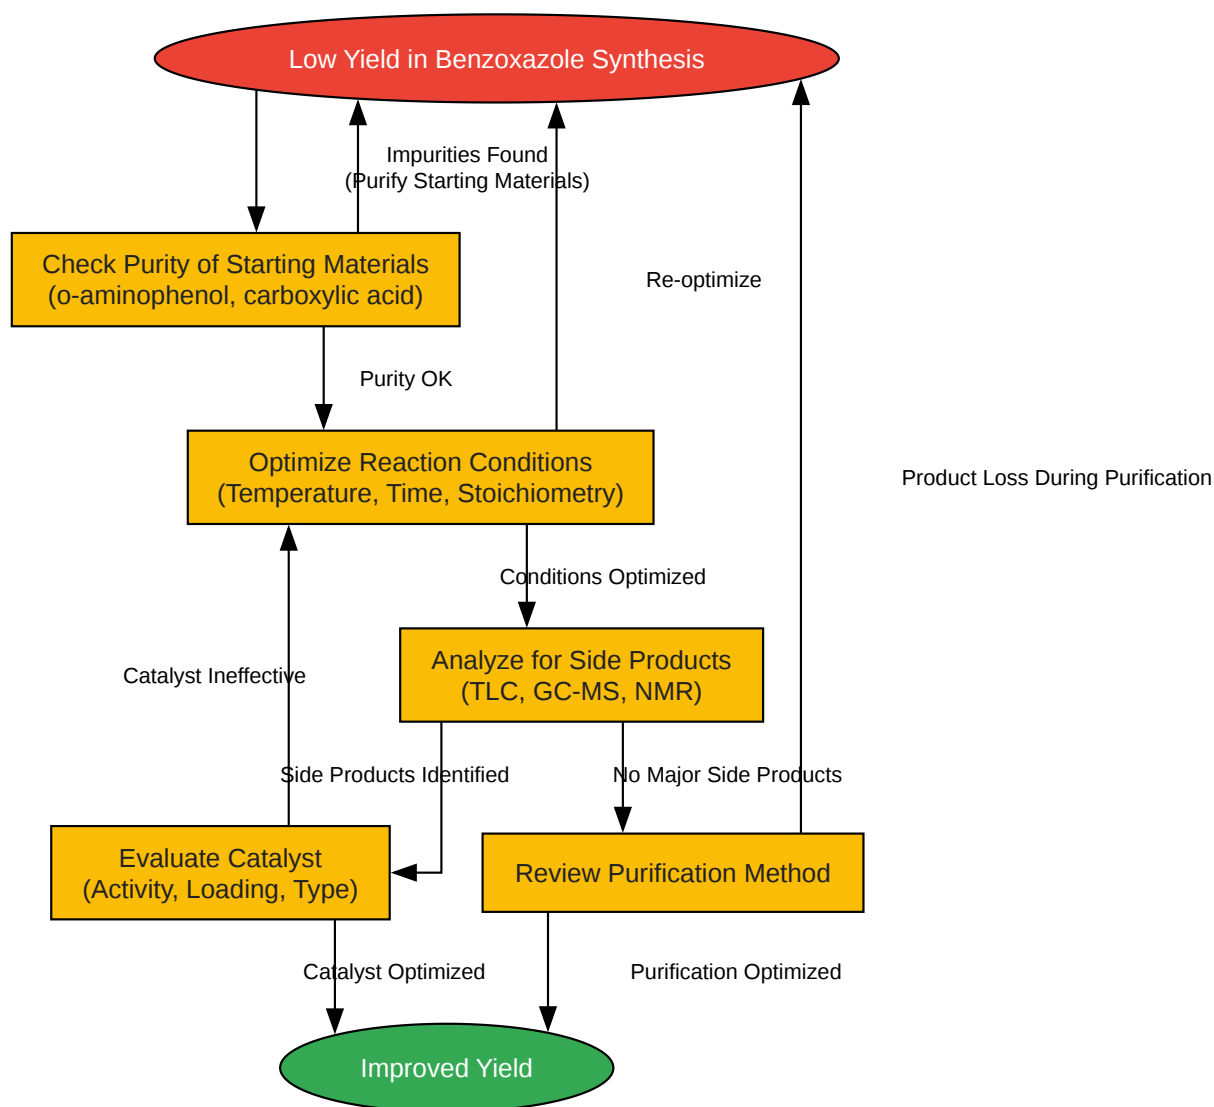 Low Yield in Benzoxazole Synthesis
Impurities Found
(Purify Starting Materials)
Check Purity of Starting Materials
(o-aminophenol, carboxylic acid)
Re-optimize
Purity OK
Optimize Reaction Conditions
(Temperature, Time, Stoichiometry)
Product Loss During Purification
Conditions Optimized
Analyze for Side Products
(TLC, GC-MS, NMR)
Catalyst Ineffective
Side Products Identified
No Major Side Products
Evaluate Catalyst
(Activity, Loading, Type)
Review Purification Method
Catalyst Optimized
Purification Optimized
Improved Yield